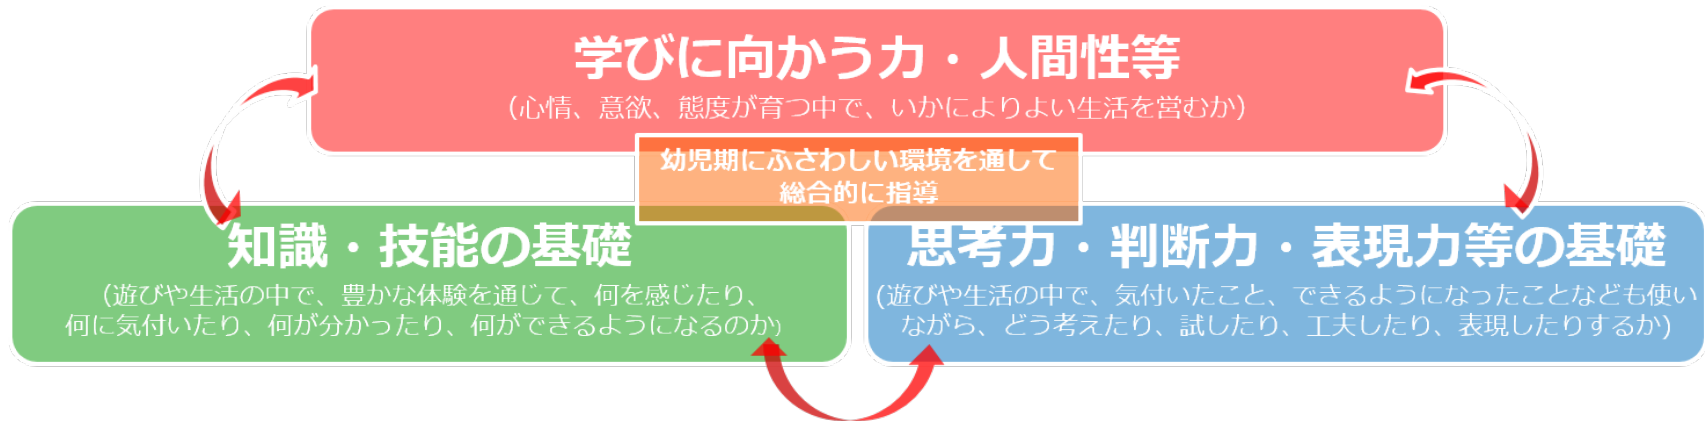 学びに向かう力・人間性等
（心情、意欲、態度が育つ中で、いかによりよい生活を営むか）
幼児期にふさわしい環境を通して
総合的に指導
知識・技能の基礎
（遊びや生活の中で、豊かな体験を通じて、何を感じたり、
何に気付いたり、何が分かったり、何ができるようになるのか)
思考力・判断力・表現力等の基礎
(遊びや生活の中で、気付いたこと、できるようになったことなども使い
ながら、どう考えたり、試したり、工夫したり、表現したりするか)